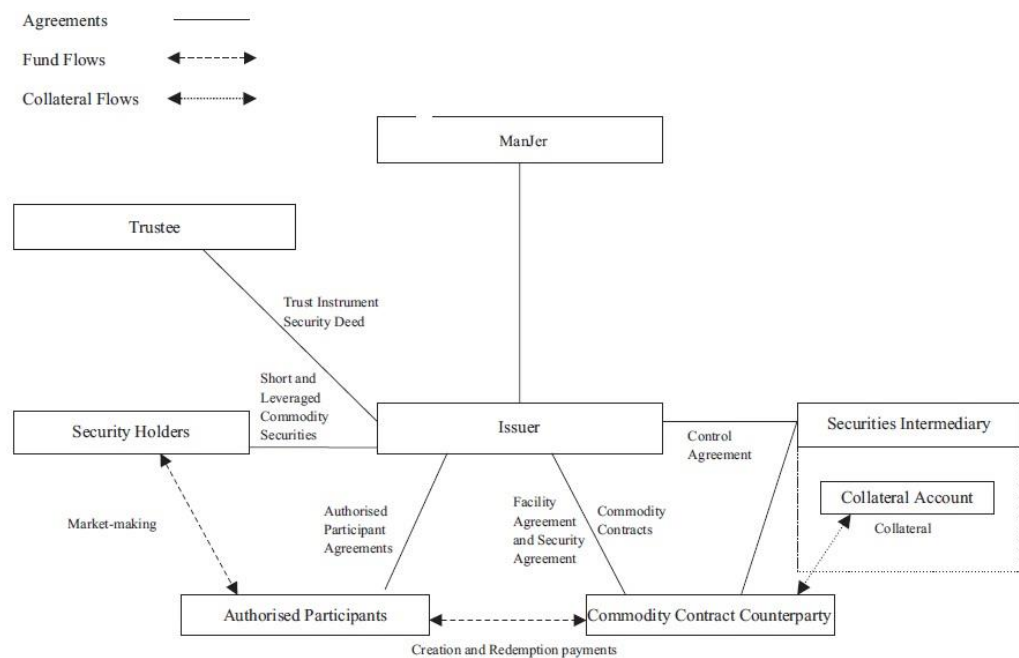 Agreements
Fund Flows
Collateral Flows
ManJer
Trustee
Trust Instrument
Security Deed
Short and
Leveraged
Commodity
Securities
Security Holders
Issuer
Securities Intermediary
Control
Agreement
Collateral Account
Collateral
Market-making
Authorised
Participant
Agreements
Facility
Agreement
and Security
Agreement
Commodity
Contracts
Authorised Participants
Commodity Contract Counterparty
Creation and Redemption payments